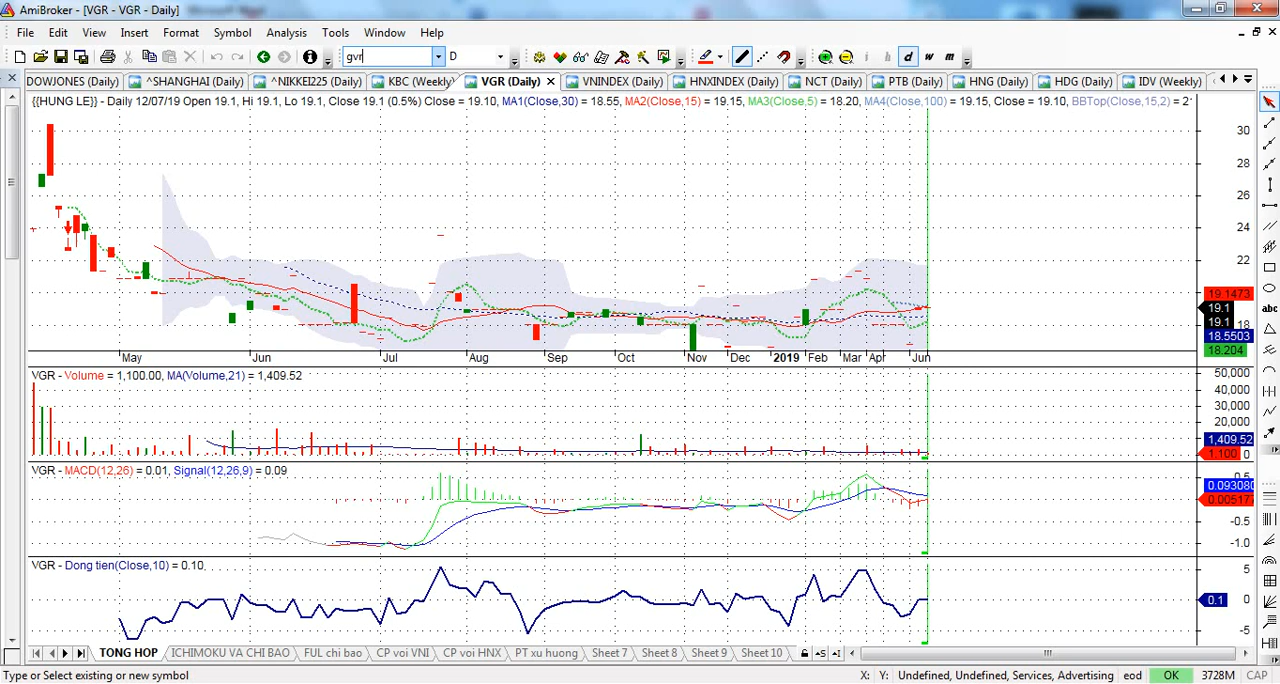 AmiBroker - [VGR - VGR - Daily]
File Edit View Insert Format Symbol Analysis Tools Window Help
gvr D i h d w m
DOWJONES (Daily) ^SHANGHAI (Daily) ^NIKKEI225 (Daily) KBC (Weekly) VGR (Daily) VNINDEX (Daily) HNXINDEX (Daily) NCT (Daily) PTB (Daily) HNG (Daily) HDG (Daily) IDV (Weekly)
{{HUNG LE}} - Daily 12/07/19 Open 19.1, Hi 19.1, Lo 19.1, Close 19.1 (0.5%) Close = 19.10, MA1(Close,30) = 18.55, MA2(Close,15) = 19.15, MA3(Close,5) = 18.20, MA4(Close,100) = 19.15, Close = 19.10, BBTop(Close,15,2) = 2
30
28
26
24
22
19.1473
19.1
19.1
18
18.5503
18.204
abc
May Jun Jul Aug Sep Oct Nov Dec 2019 Feb Mar Apr Jun
VGR - Volume = 1,100.00, MA(Volume,21) = 1,409.52
50,000
40,000
30,000
20,000
1,409.52
1,100 0
VGR - MACD(12,26) = 0.01, Signal(12,26,9) = 0.09
0.5
0.093080
0.005177
-0.5
-1.0
VGR - Dong tien(Close,10) = 0.10,
5
0.1 0
-5
TONG HOP ICHIMOKU VA CHI BAO FUL chi bao CP voi VNI CP voi HNX PT xu huong Sheet 7 Sheet 8 Sheet 9 Sheet 10
Type or Select existing or new symbol X: Y: Undefined, Undefined, Services, Advertising eod OK 3728M CAP